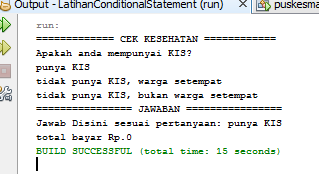 Output - LatihanConditionalStatement (run)
puskesma
run:
============= CEK KESEHATAN ============
Apakah anda mempunyai KIS?
punya KIS
tidak punya KIS, warga setempat
tidak punya KIS, bukan warga setempat
================ JAWABAN ================
Jawab Disini sesuai pertanyaan: punya KIS
total bayar Rp.0
BUILD SUCCESSFUL (total time: 15 seconds)